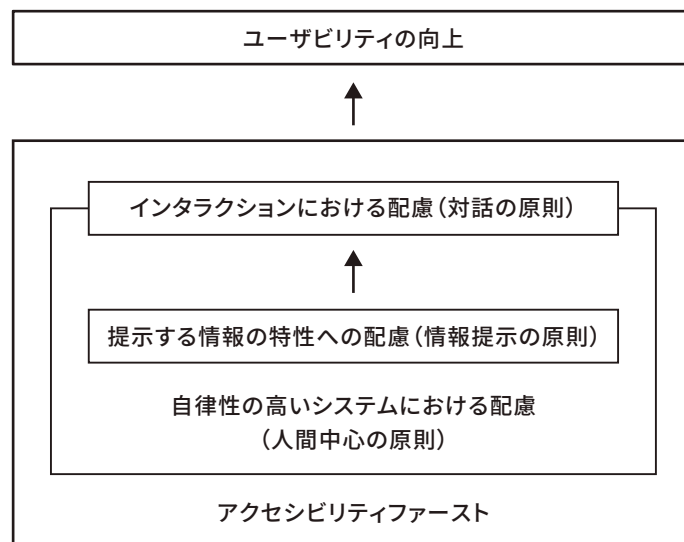 ユーザビリティの向上
インタラクションにおける配慮（対話の原則）
提示する情報の特性への配慮（情報提示の原則）
自律性の高いシステムにおける配慮
（人間中心の原則）
アクセシビリティファースト